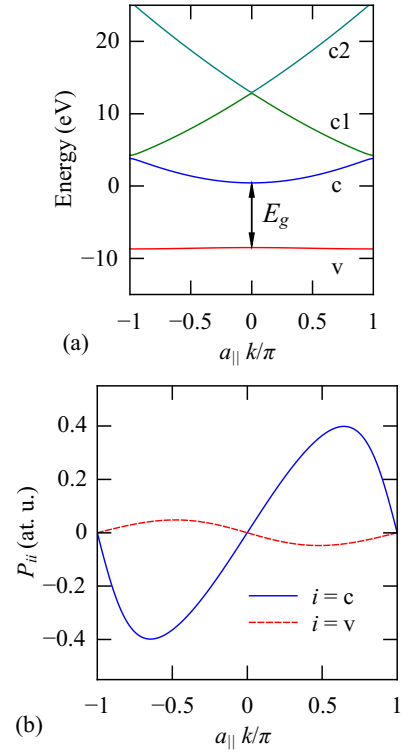 20
10
0
−10
Energy (eV)
c2
c1
c
v
E_g
−1
−0.5
0
0.5
1
a_|| k/π
(a)
0.4
0.2
0
−0.2
−0.4
P_ii (at. u.)
i = c
i = v
−1
−0.5
0
0.5
1
a_|| k/π
(b)